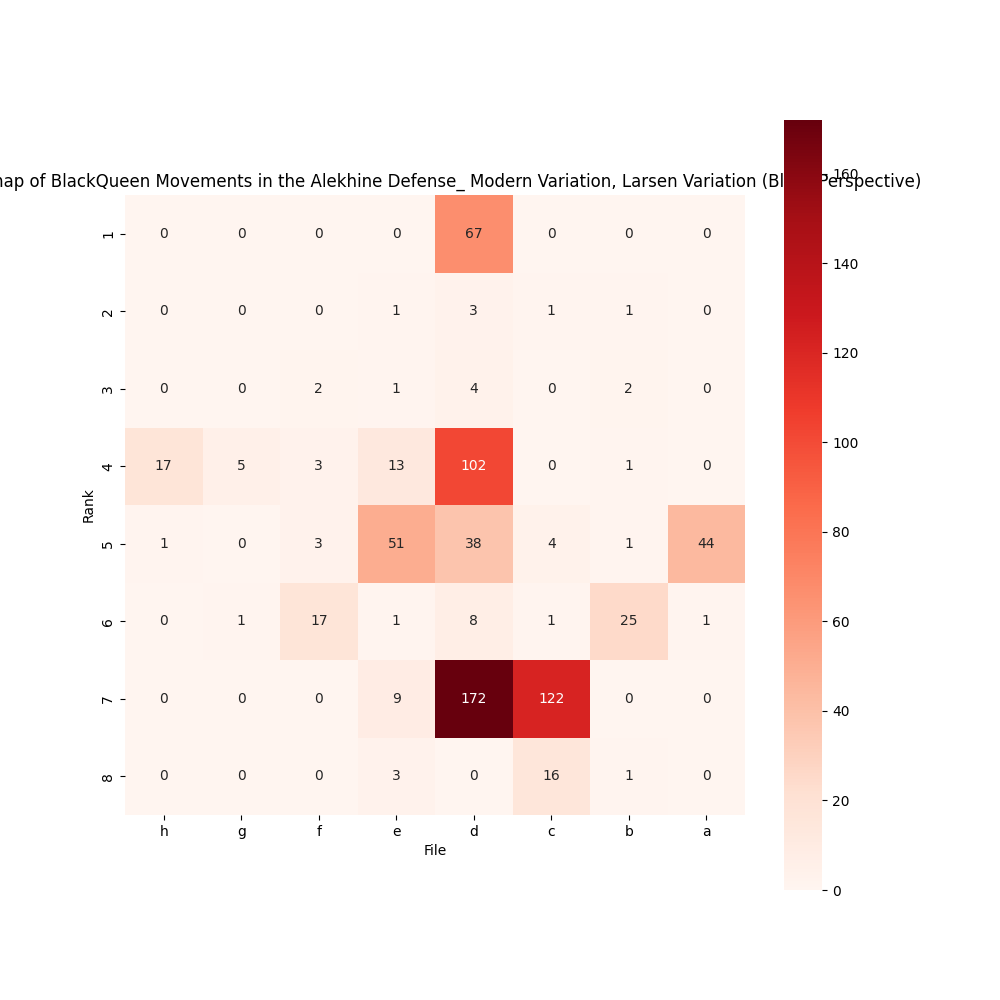 of BlackQueen Movements in the Alekhine Defense_ Modern Variation, Larsen Variation (Perspective)
160
1 0 0 0 0 67 0 0 0
140
2 0 0 0 1 3 1 1 0
120
3 0 0 2 1 4 0 2 0
100
4 17 5 3 13 102 0 1 0
Rank
80
5 1 0 3 51 38 4 1 44
60
6 0 1 17 1 8 1 25 1
40
7 0 0 0 9 172 122 0 0
20
8 0 0 0 3 0 16 1 0
h g f e d c b a
File
0